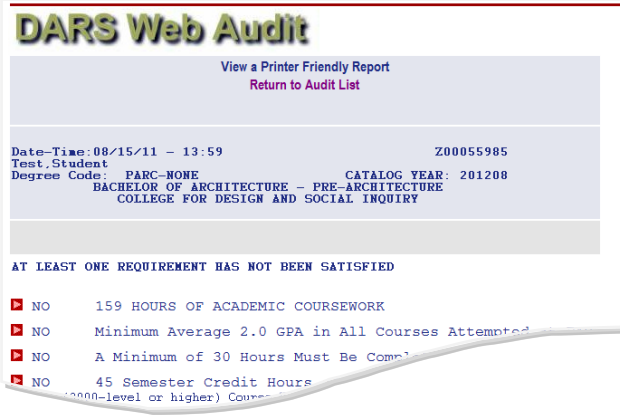 DARS Web Audit
View a Printer Friendly Report
Return to Audit List
Date-Time:08/15/11 - 13:59 Z00055985
Test,Student
Degree Code: PARC-NONE CATALOG YEAR: 201208
BACHELOR OF ARCHITECTURE - PRE-ARCHITECTURE
COLLEGE FOR DESIGN AND SOCIAL INQUIRY
AT LEAST ONE REQUIREMENT HAS NOT BEEN SATISFIED
NO 159 HOURS OF ACADEMIC COURSEWORK
NO Minimum Average 2.0 GPA in All Courses Attempted
NO A Minimum of 30 Hours Must Be
NO 45 Semester Credit Hours
(3000-level or higher)